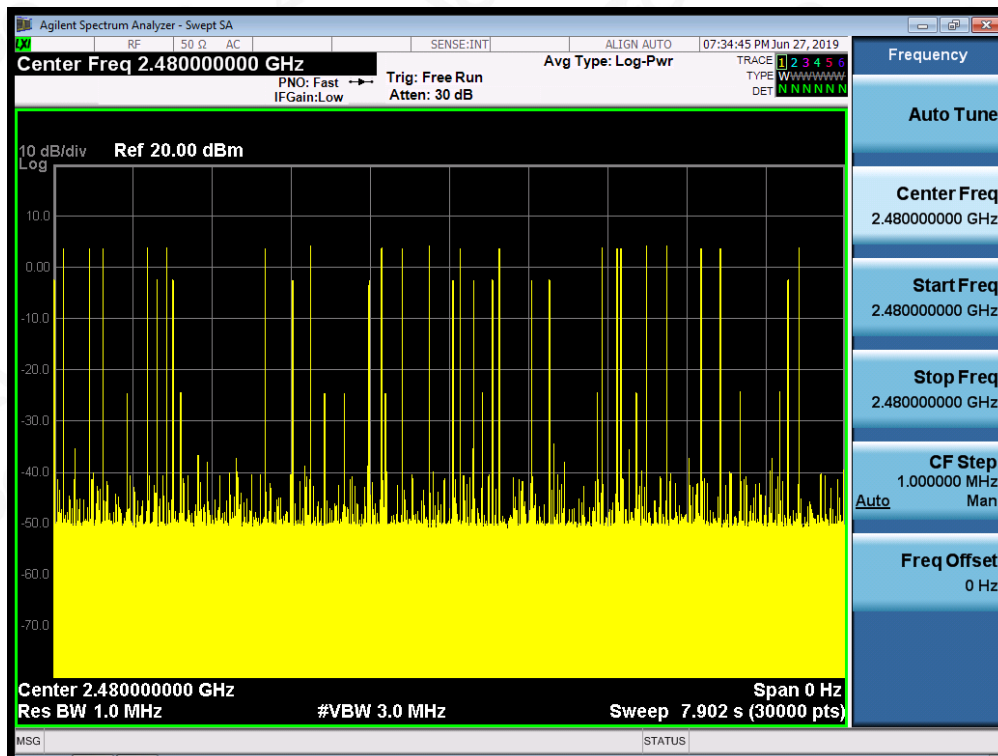 Agilent Spectrum Analyzer - Swept SA
LXI RF 50 Ω AC SENSE:INT ALIGN AUTO 07:34:45 PM Jun 27, 2019
Center Freq 2.480000000 GHz
PNO: Fast
IFGain:Low
Trig: Free Run
Atten: 30 dB
Avg Type: Log-Pwr
TRACE 1 2 3 4 5 6
TYPE WWWWWW
DET N N N N N N
10 dB/div Ref 20.00 dBm
Log
10.0
0.00
-10.0
-20.0
-30.0
-40.0
-50.0
-60.0
-70.0
Center 2.480000000 GHz Span 0 Hz
Res BW 1.0 MHz #VBW 3.0 MHz Sweep 7.902 s (30000 pts)
MSG STATUS
Frequency
Auto Tune
Center Freq
2.480000000 GHz
Start Freq
2.480000000 GHz
Stop Freq
2.480000000 GHz
CF Step
1.000000 MHz
Auto Man
Freq Offset
0 Hz